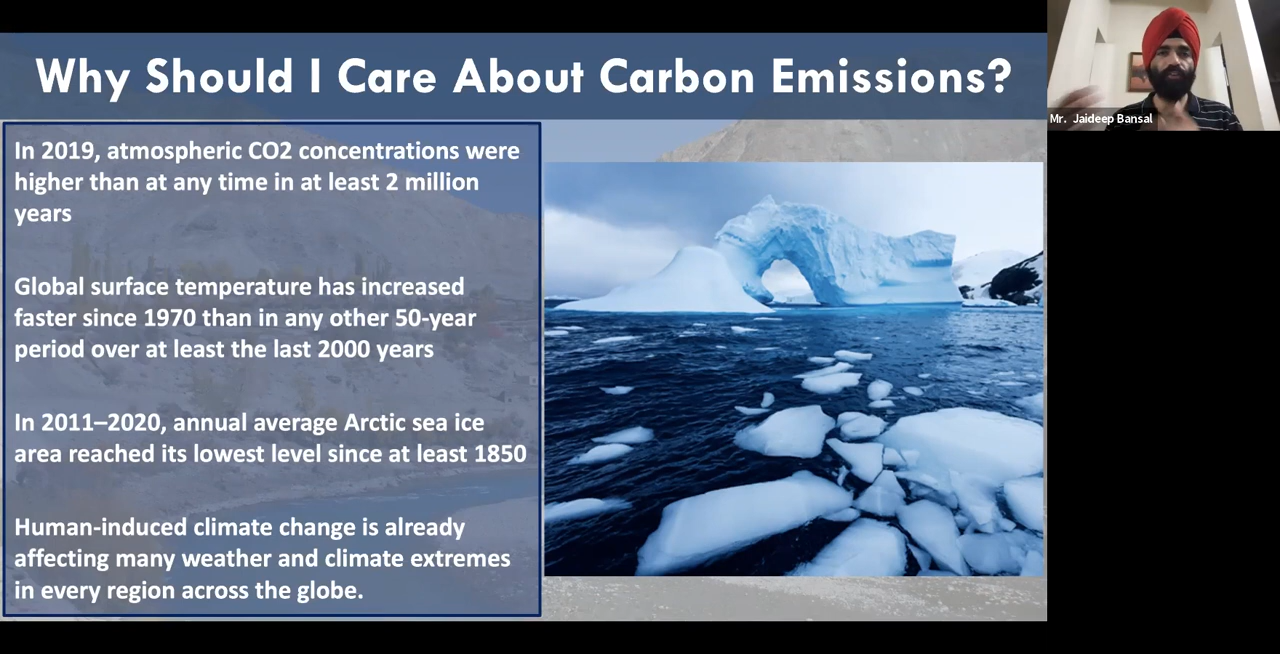 Why Should I Care About Carbon Emissions?
Mr. Jaideep Bansal
In 2019, atmospheric CO2 concentrations were
higher than at any time in at least 2 million
years
Global surface temperature has increased
faster since 1970 than in any other 50-year
period over at least the last 2000 years
In 2011–2020, annual average Arctic sea ice
area reached its lowest level since at least 1850
Human-induced climate change is already
affecting many weather and climate extremes
in every region across the globe.